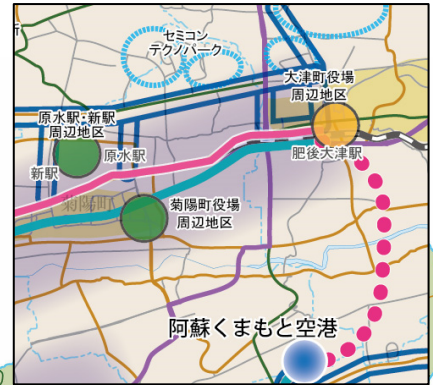 セミコン
テクノパーク
大津町役場
周辺地区
原水駅・新駅
周辺地区
原水駅
新駅
肥後大津駅
菊陽町
菊陽町役場
周辺地区
阿蘇くまもと空港